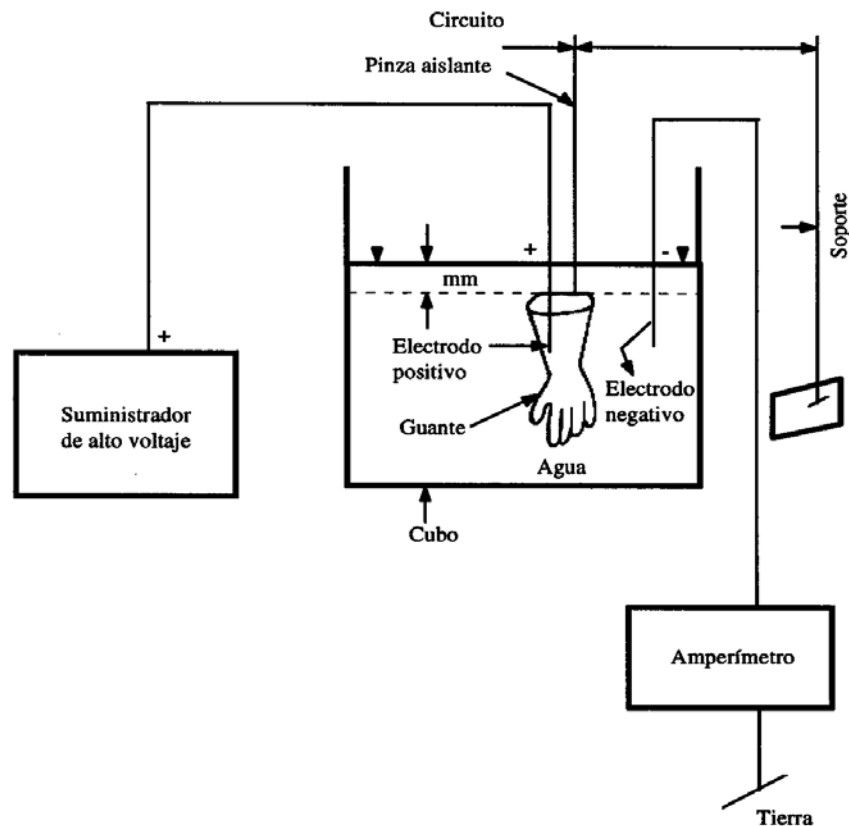 Circuito
Pinza aislante
Soporte
+
-
mm
+
Electrodo
positivo
Electrodo
negativo
Suministrador
de alto voltaje
Guante
Agua
Cubo
Amperímetro
Tierra